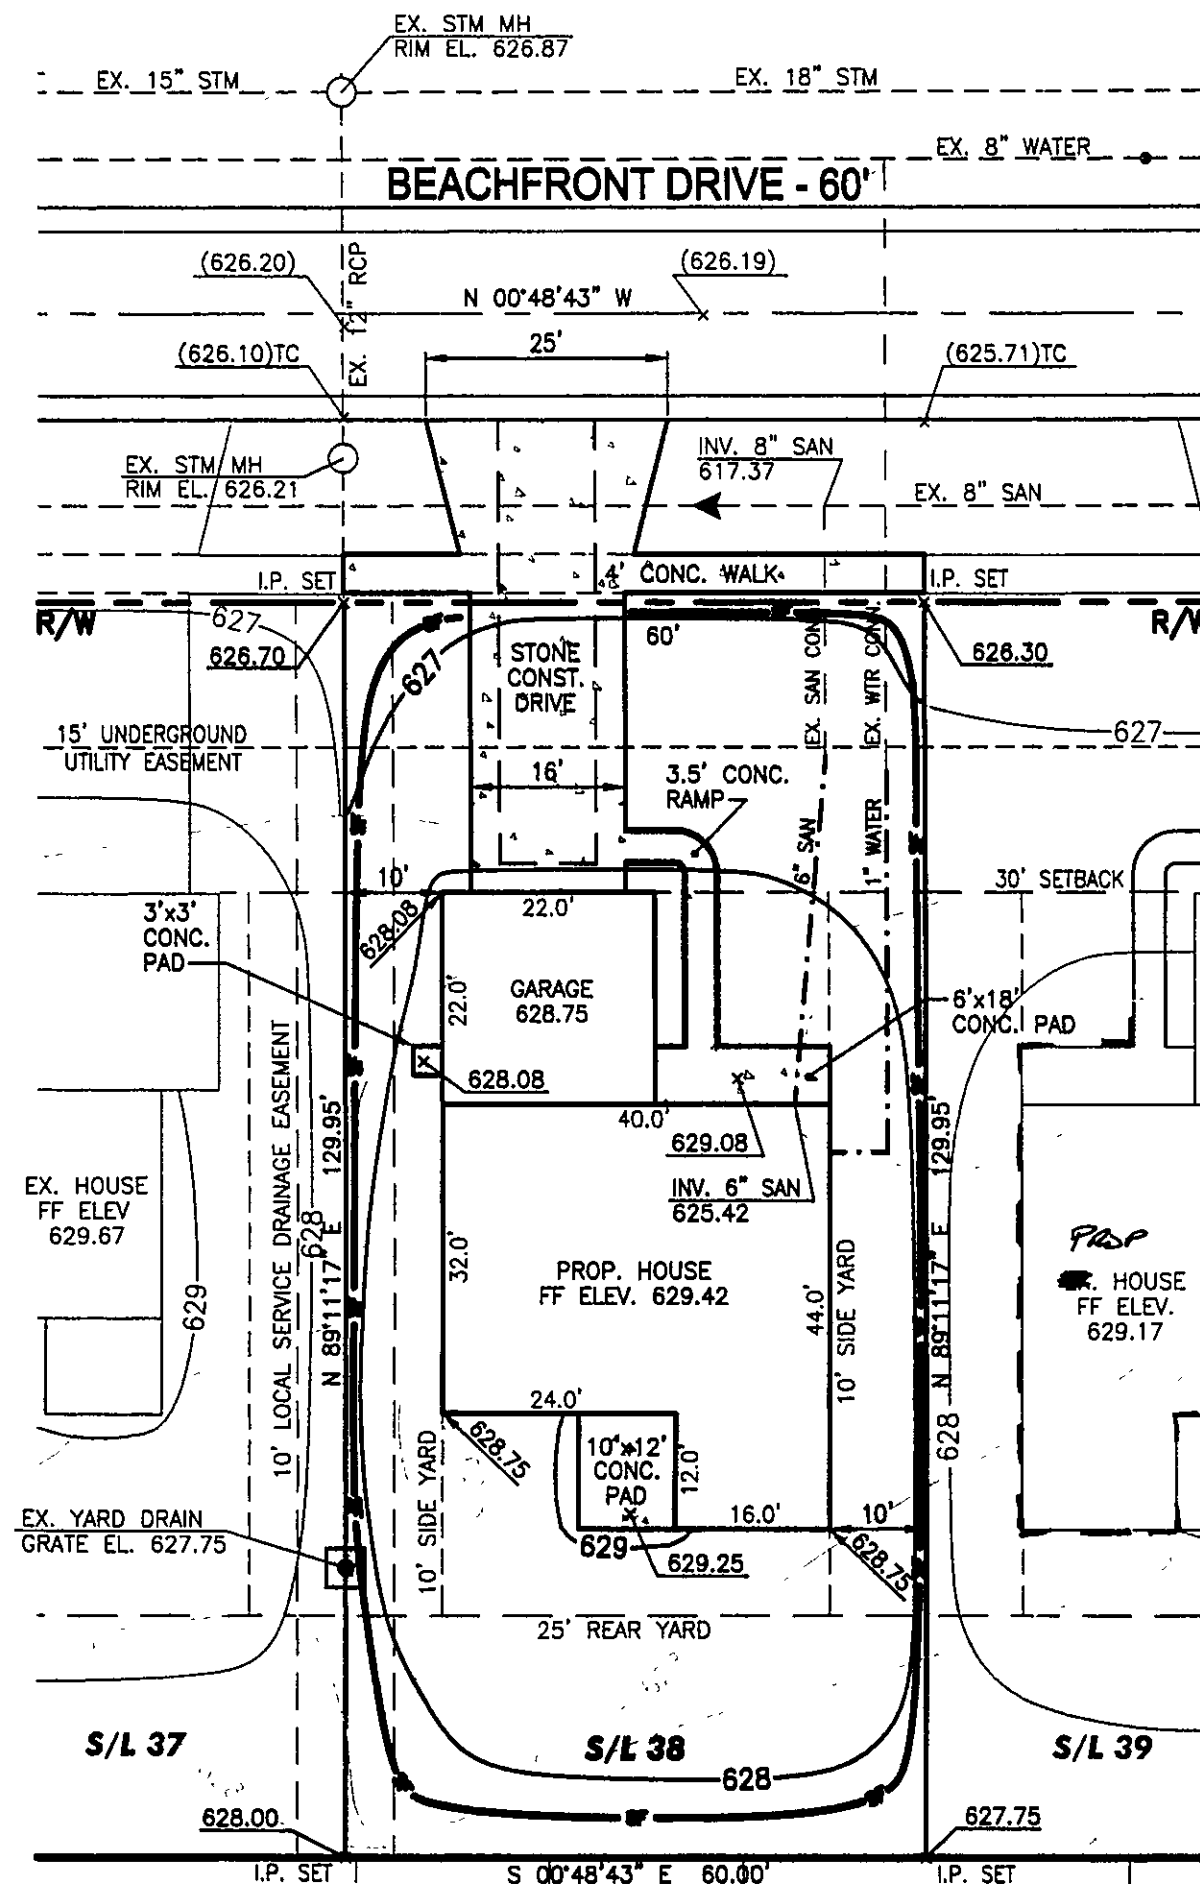 EX. STM MH
RIM EL. 626.87
EX. 15" STM
EX. 18" STM
EX. 8" WATER
BEACHFRONT DRIVE - 60'
(626.20)
EX. 12" RCP
(626.19)
N 00°48'43" W
(626.10)TC
25'
(625.71)TC
EX. STM MH
RIM EL. 626.21
INV. 8" SAN
617.37
EX. 8" SAN
I.P. SET
4' CONC. WALK
I.P. SET
R/W
627
626.70
627
STONE
CONST.
DRIVE
60'
EX. SAN CON.
EX. WTR CONN.
626.30
R/W
15' UNDERGROUND
UTILITY EASEMENT
16'
3.5' CONC.
RAMP
627
6" SAN
1" WATER
10'
30' SETBACK
3'x3'
CONC.
PAD
628.08
22.0'
22.0'
GARAGE
628.75
6'x18'
CONC. PAD
628.08
10' LOCAL SERVICE DRAINAGE EASEMENT
N 89°11'17" E 129.95'
40.0'
629.08
N 89°11'17" E 129.95'
EX. HOUSE
FF ELEV
629.67
628
INV. 6" SAN
625.42
32.0'
PROP. HOUSE
FF ELEV. 629.42
44.0'
10' SIDE YARD
PROP
HOUSE
FF ELEV.
629.17
629
24.0'
628.75
10'x12'
CONC.
PAD
12.0'
628
10' SIDE YARD
16.0'
10'
EX. YARD DRAIN
GRATE EL. 627.75
629
629.25
628.75
25' REAR YARD
S/L 37
S/L 38
S/L 39
628
628.00
627.75
I.P. SET
S 00°48'43" E 60.00'
I.P. SET